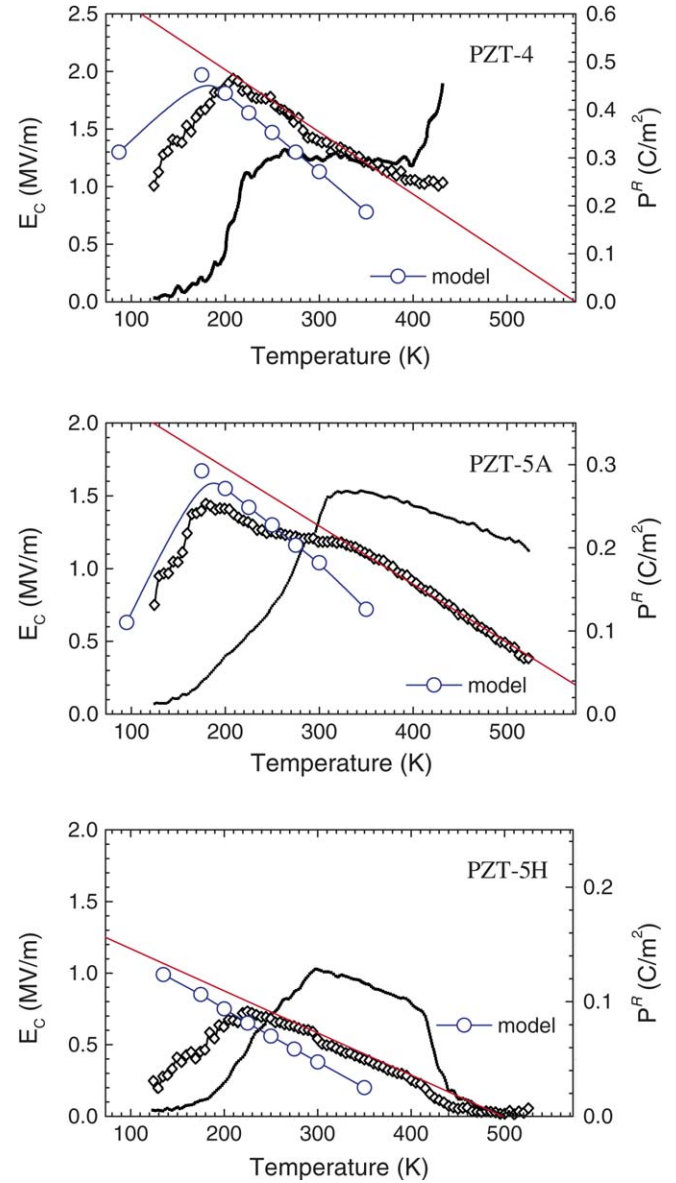 PZT-4
E_C (MV/m)
2.5
2.0
1.5
1.0
0.5
0.0
P^R (C/m^2)
0.6
0.5
0.4
0.3
0.2
0.1
0.0
model
100 200 300 400 500
Temperature (K)
PZT-5A
E_C (MV/m)
2.0
1.5
1.0
0.5
0.0
P^R (C/m^2)
0.3
0.2
0.1
0.0
model
100 200 300 400 500
Temperature (K)
PZT-5H
E_C (MV/m)
2.0
1.5
1.0
0.5
0.0
P^R (C/m^2)
0.2
0.1
0.0
model
100 200 300 400 500
Temperature (K)